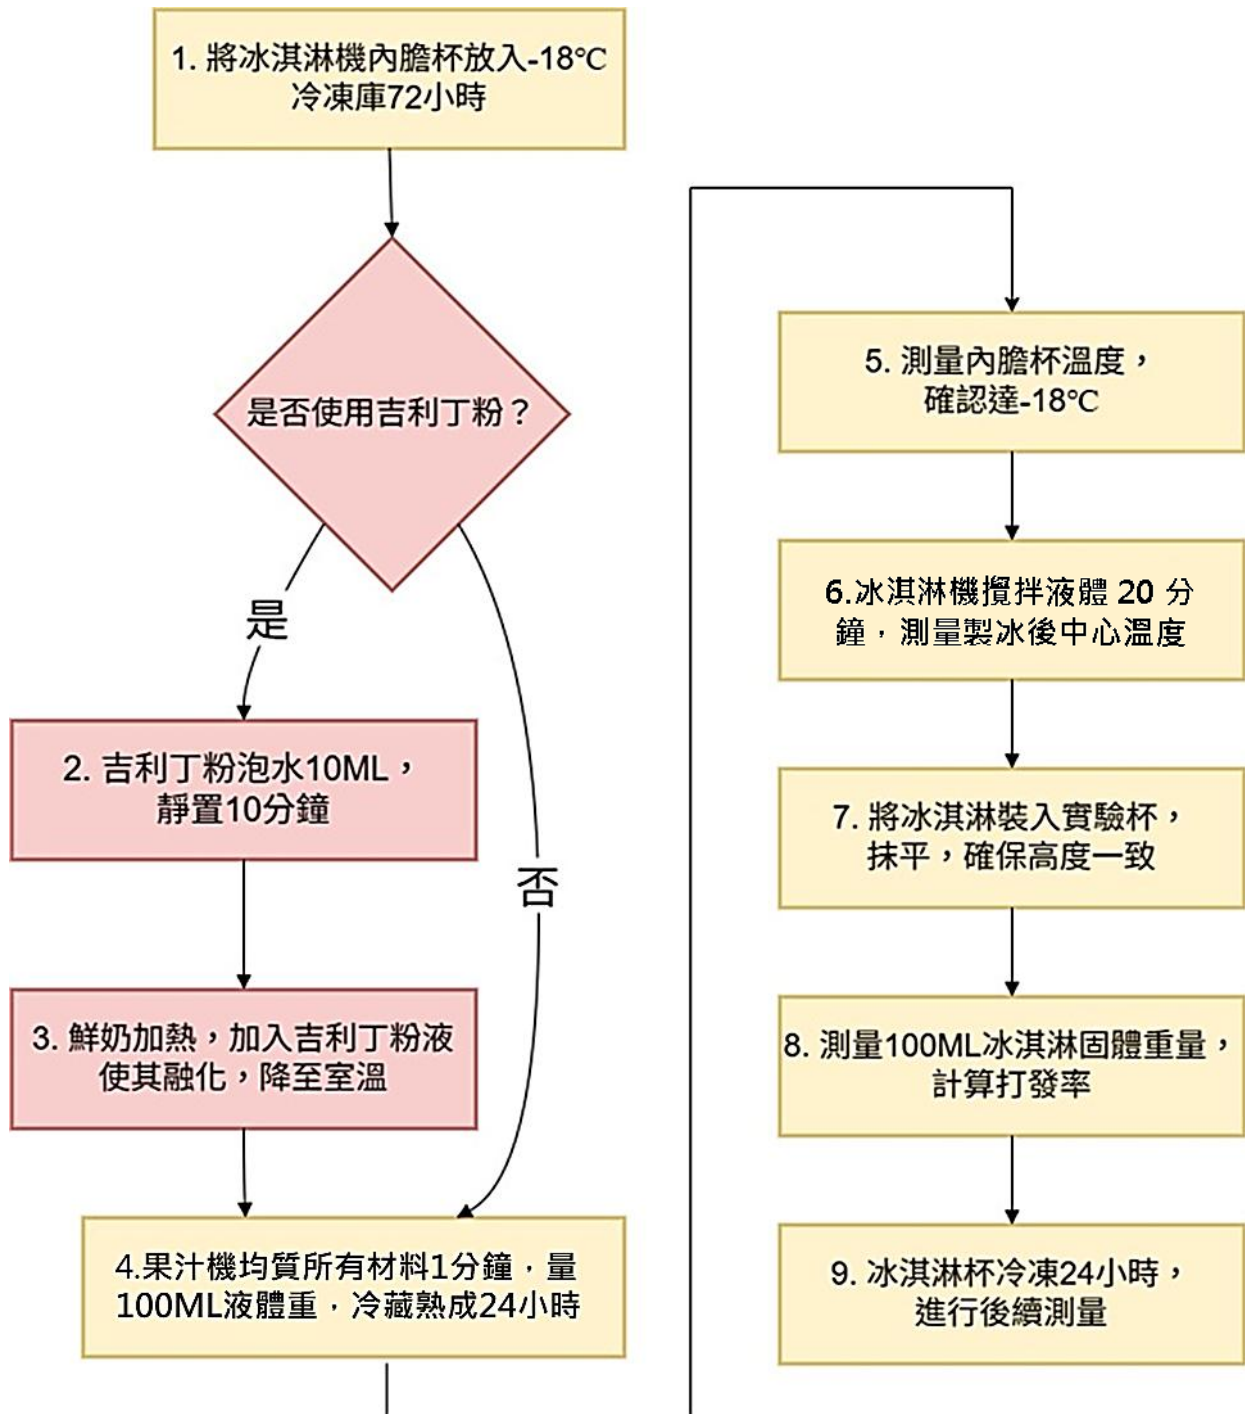 1. 將冰淇淋機內膽杯放入-18℃
冷凍庫72小時
是否使用吉利丁粉？
是
否
2. 吉利丁粉泡水10ML，
靜置10分鐘
3. 鮮奶加熱，加入吉利丁粉液
使其融化，降至室溫
4.果汁機均質所有材料1分鐘，量
100ML液體重，冷藏熟成24小時
5. 測量內膽杯溫度，
確認達-18℃
6.冰淇淋機攪拌液體 20 分
鐘，測量製冰後中心溫度
7. 將冰淇淋裝入實驗杯，
抹平，確保高度一致
8. 測量100ML冰淇淋固體重量，
計算打發率
9. 冰淇淋杯冷凍24小時，
進行後續測量